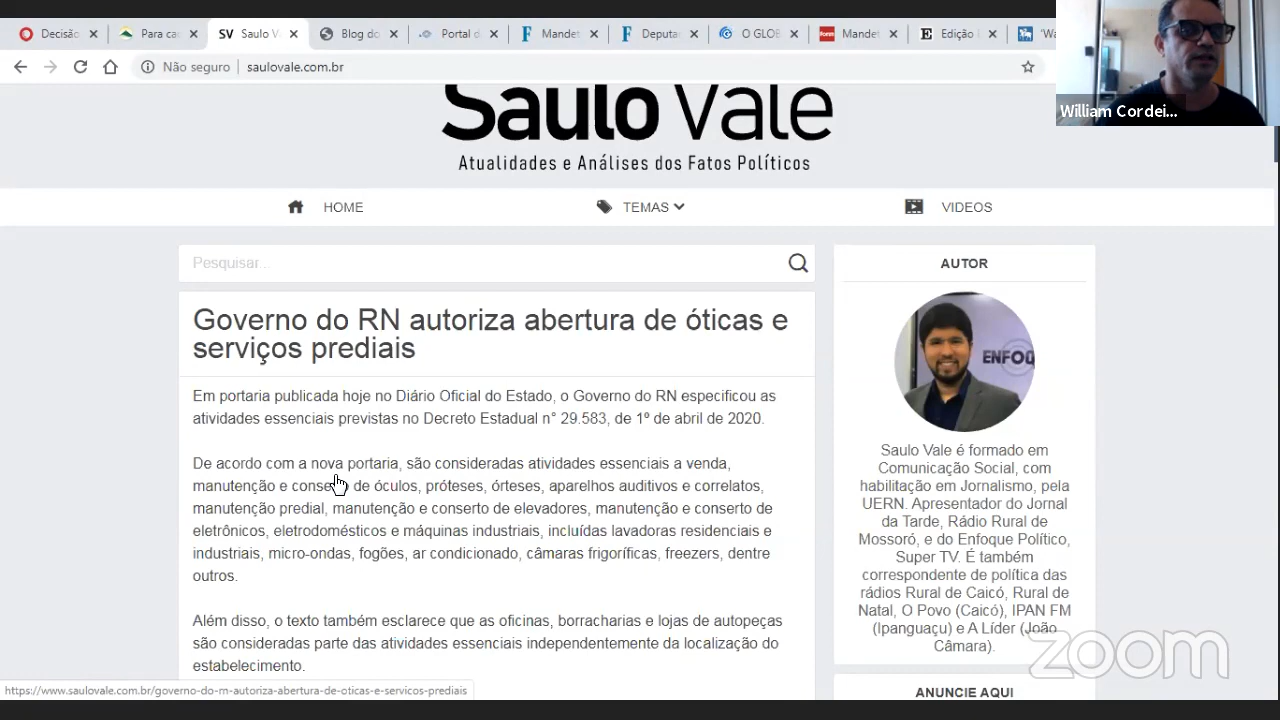 Decisão
Para ca
SV Saulo V
Blog do
Portal d
Mandet
Deputa
O GLOB
Mandet
Edição I
'Wa
Não seguro saulovale.com.br
William Cordei...
Saulo Vale
Atualidades e Análises dos Fatos Políticos
HOME
TEMAS
VIDEOS
Pesquisar..
Governo do RN autoriza abertura de óticas e
serviços prediais
Em portaria publicada hoje no Diário Oficial do Estado, o Governo do RN especificou as
atividades essenciais previstas no Decreto Estadual n° 29.583, de 1º de abril de 2020.
De acordo com a nova portaria, são consideradas atividades essenciais a venda,
manutenção e conserto de óculos, próteses, órteses, aparelhos auditivos e correlatos,
manutenção predial, manutenção e conserto de elevadores, manutenção e conserto de
eletrônicos, eletrodomésticos e máquinas industriais, incluídas lavadoras residenciais e
industriais, micro-ondas, fogões, ar condicionado, câmaras frigoríficas, freezers, dentre
outros.
Além disso, o texto também esclarece que as oficinas, borracharias e lojas de autopeças
são consideradas parte das atividades essenciais independentemente da localização do
estabelecimento.
AUTOR
ENFOQ
Saulo Vale é formado em
Comunicação Social, com
habilitação em Jornalismo, pela
UERN. Apresentador do Jornal
da Tarde, Rádio Rural de
Mossoró, e do Enfoque Político,
Super TV. É também
correspondente de política das
rádios Rural de Caicó, Rural de
Natal, O Povo (Caicó), IPAN FM
(Ipanguaçu) e A Líder (João
Câmara).
ANUNCIE AQUI
zoom
https://www.saulovale.com.br/governo-do-rn-autoriza-abertura-de-oticas-e-servicos-prediais